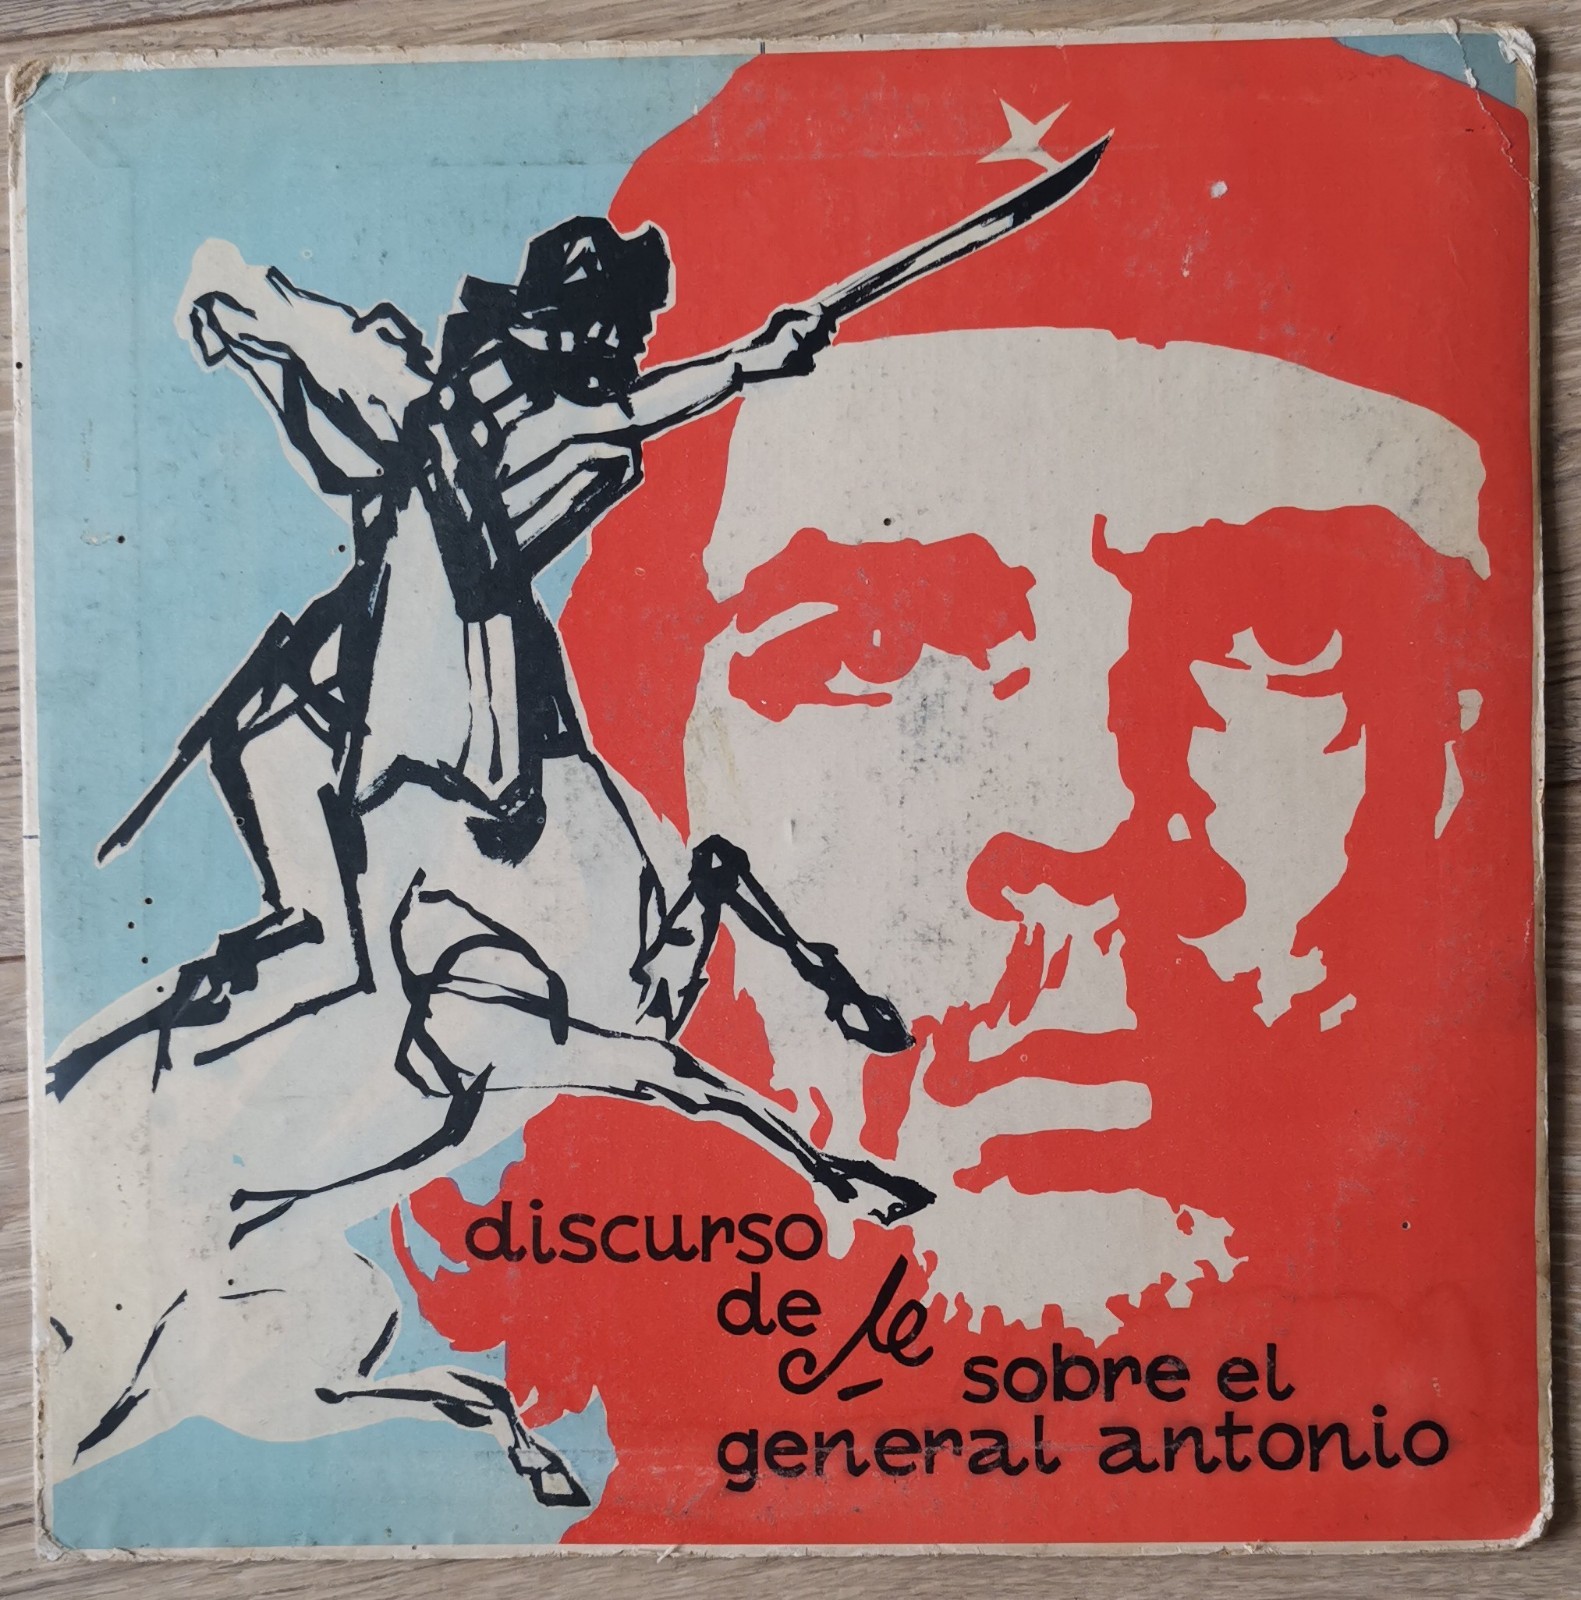 discurso
de che sobre el
general antonio